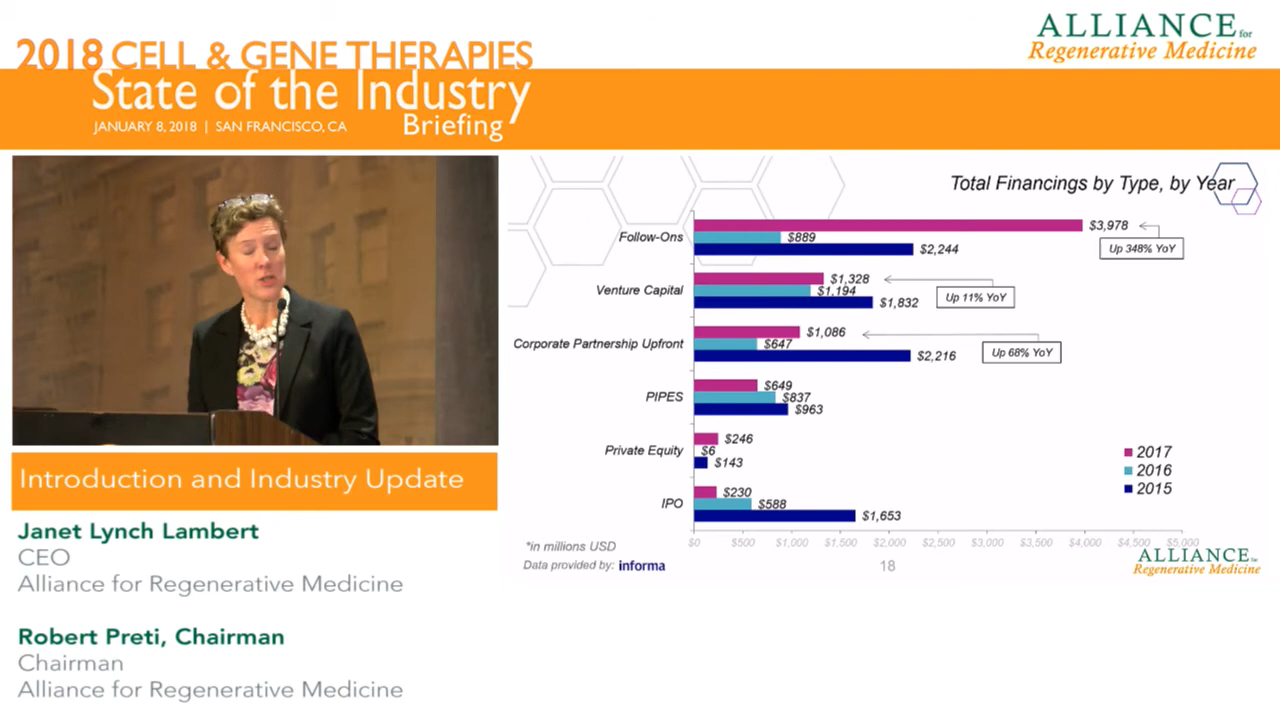 2018 CELL & GENE THERAPIES
State of the Industry
JANUARY 8, 2018 | SAN FRANCISCO, CA
Briefing
ALLIANCE for
Regenerative Medicine
Total Financings by Type, by Year
Follow-Ons
$3,978
$889
$2,244
Up 348% YoY
Venture Capital
$1,328
$1,194
$1,832
Up 11% YoY
Corporate Partnership Upfront
$1,086
$647
$2,216
Up 68% YoY
PIPES
$649
$837
$963
Private Equity
$246
$6
$143
IPO
$230
$588
$1,653
2017
2016
2015
$0 $500 $1,000 $1,500 $2,000 $2,500 $3,000 $3,500 $4,000 $4,500 $5,000
*in millions USD
Data provided by: informa
18
ALLIANCE for
Regenerative Medicine
Introduction and Industry Update
Janet Lynch Lambert
CEO
Alliance for Regenerative Medicine
Robert Preti, Chairman
Chairman
Alliance for Regenerative Medicine